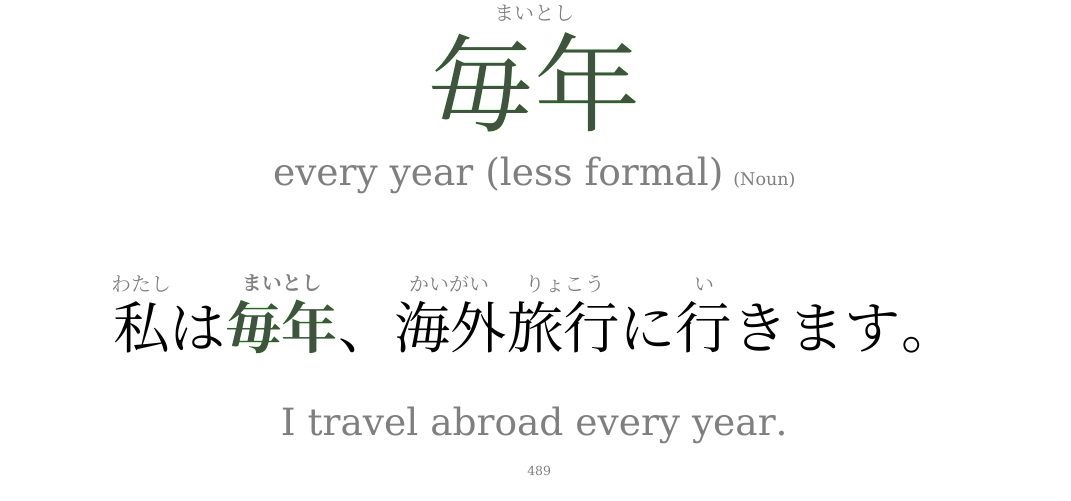 まいとし
毎年
every year (less formal) (Noun)
わたし まいとし かいがい りょこう い
私は毎年、海外旅行に行きます。
I travel abroad every year.
489